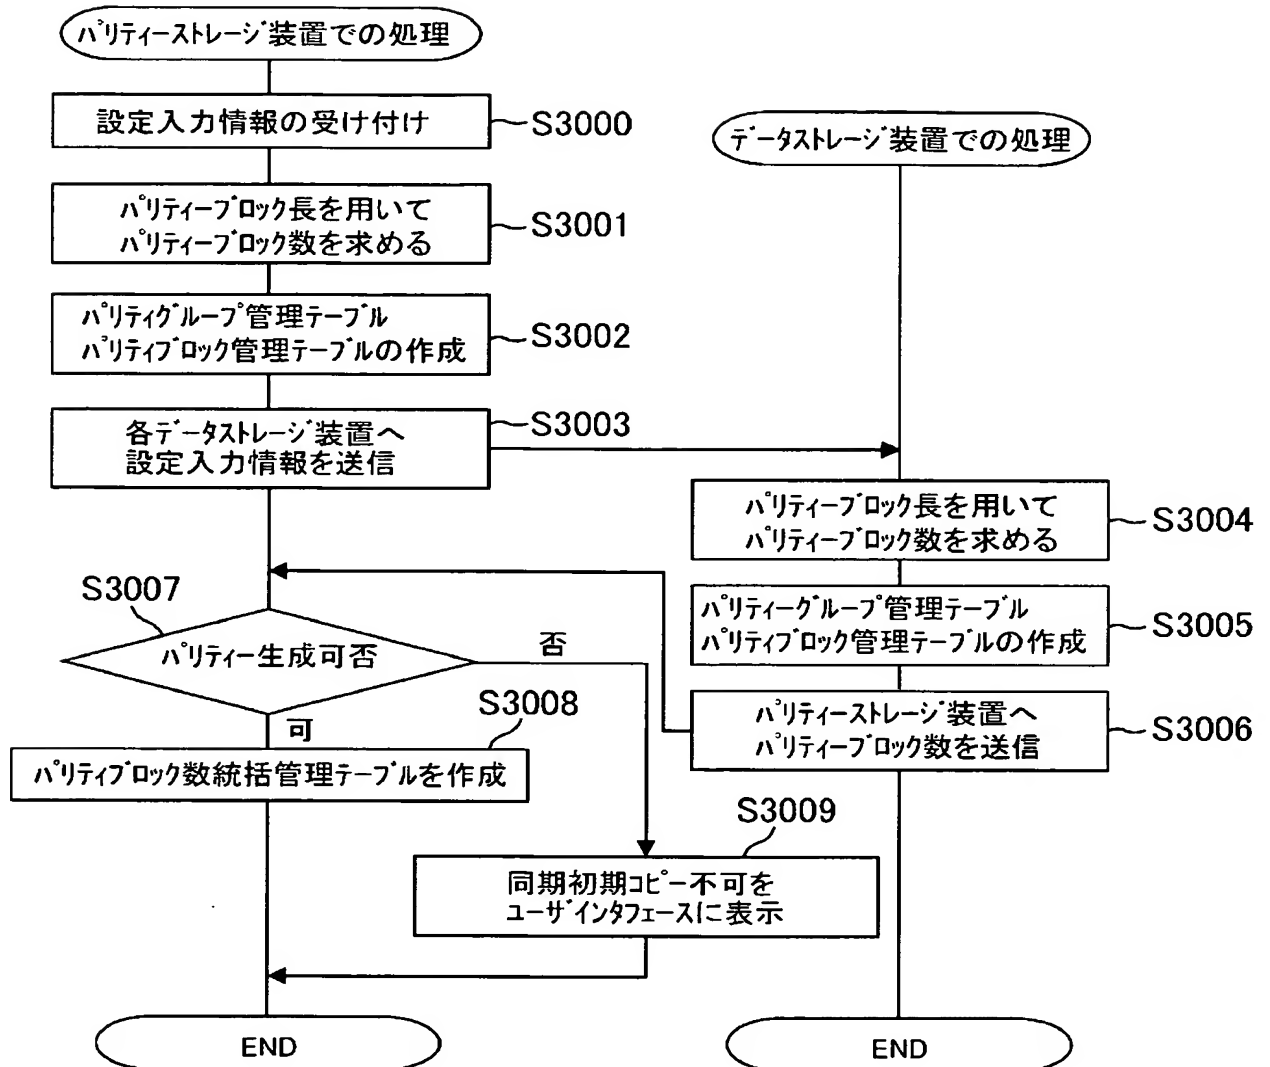 パリティーストレージ装置での処理
設定入力情報の受け付け
S3000
パリティーブロック長を用いて
パリティーブロック数を求める
S3001
パリティグループ管理テーブル
パリティブロック管理テーブルの作成
S3002
各データストレージ装置へ
設定入力情報を送信
S3003
データストレージ装置での処理
パリティーブロック長を用いて
パリティーブロック数を求める
S3004
パリティーグループ管理テーブル
パリティブロック管理テーブルの作成
S3005
パリティーストレージ装置へ
パリティーブロック数を送信
S3006
S3007
パリティー生成可否
否
可
S3008
パリティブロック数統括管理テーブルを作成
S3009
同期初期コピー不可を
ユーザインタフェースに表示
END
END